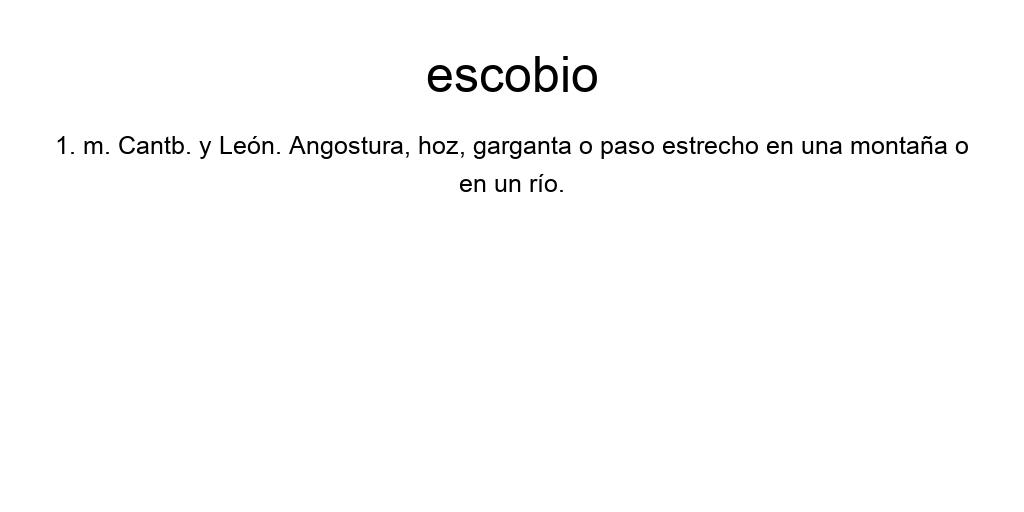 escobio
1. m. Cantb. y León. Angostura, hoz, garganta o paso estrecho en una montaña o
en un río.